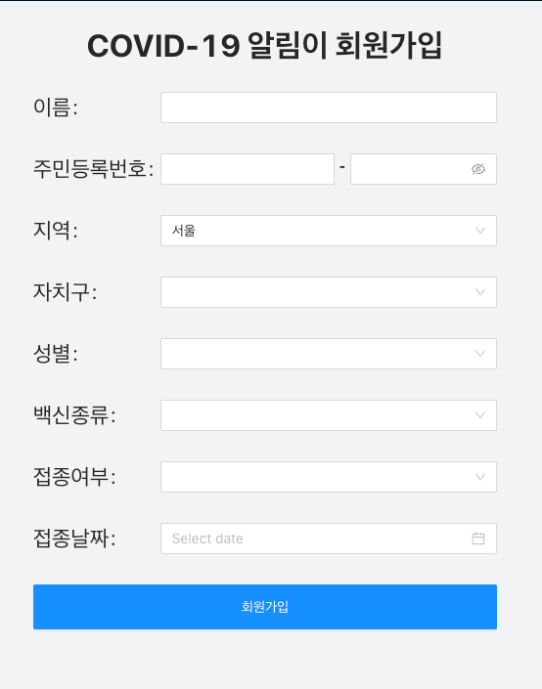 COVID-19 알림이 회원가입
이름:
주민등록번호: -
지역: 서울
자치구:
성별:
백신종류:
접종여부:
접종날짜: Select date
회원가입